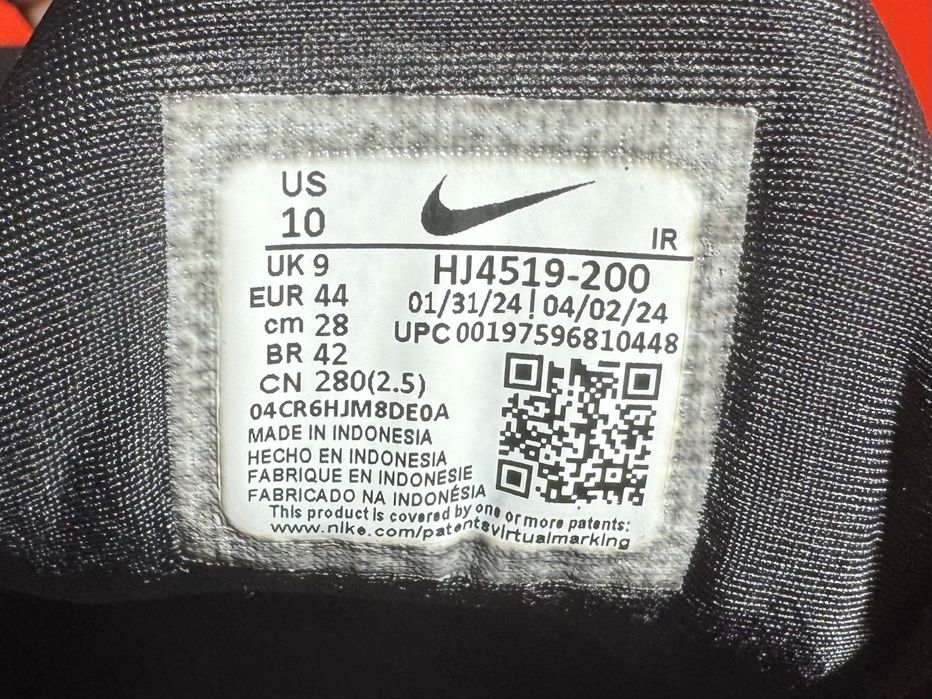 US
10
IR
UK 9
EUR 44
cm 28
BR 42
CN 280(2.5)
HJ4519-200
01/31/24 | 04/02/24
UPC 00197596810448
04CR6HJM8DE0A
MADE IN INDONESIA
HECHO EN INDONESIA
FABRIQUE EN INDONESIE
FABRICADO NA INDONÉSIA
This product is covered by one or more patents:
www.nike.com/patentsvirtualmarking